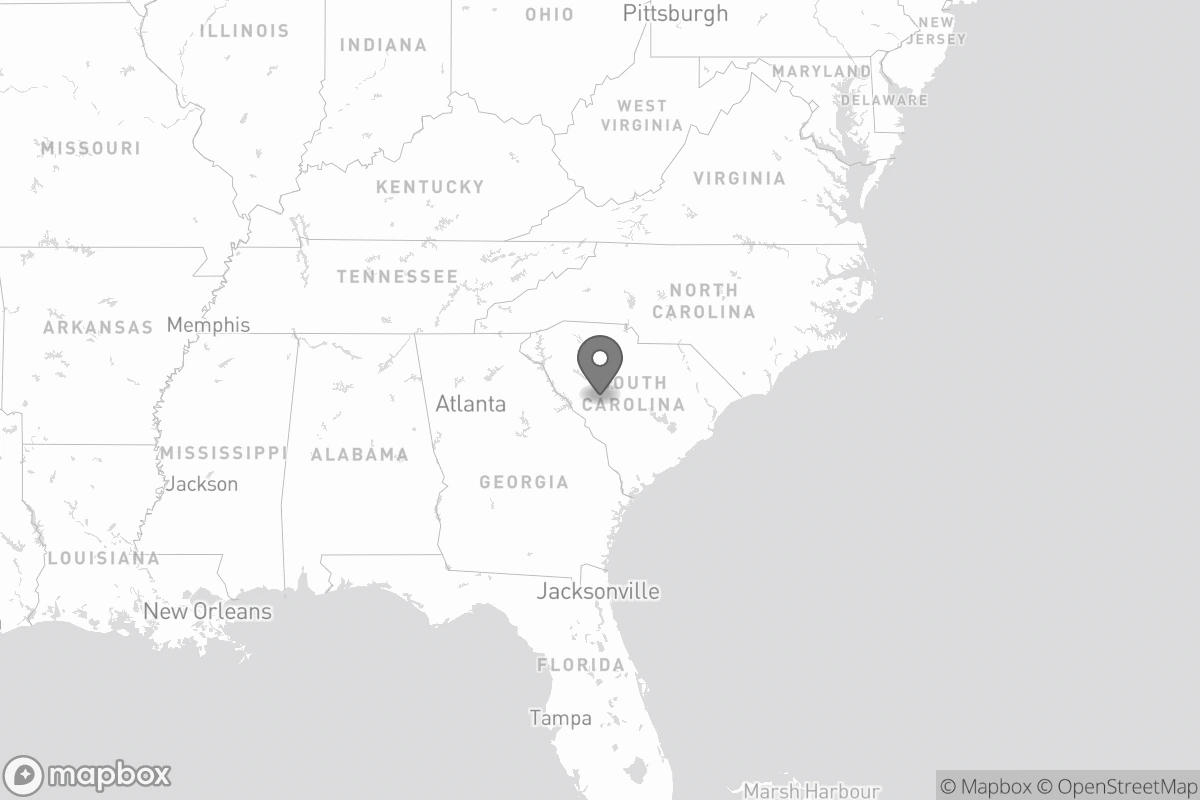 OHIO
Pittsburgh
ILLINOIS
INDIANA
NEW
JERSEY
MARYLAND
DELAWARE
WEST
VIRGINIA
MISSOURI
KENTUCKY
VIRGINIA
TENNESSEE
NORTH
CAROLINA
ARKANSAS
Memphis
OUTH
CAROLINA
Atlanta
MISSISSIPPI
ALABAMA
Jackson
GEORGIA
LOUISIANA
Jacksonville
New Orleans
FLORIDA
Tampa
mapbox
Marsh Harbour
© Mapbox © OpenStreetMap